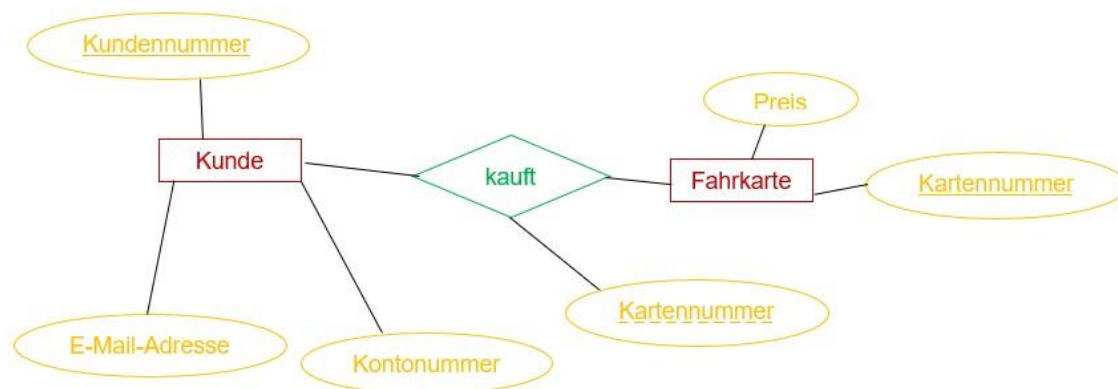 Kundennummer
Preis
Kunde
kauft
Fahrkarte
Kartennummer
Kartennummer
E-Mail-Adresse
Kontonummer